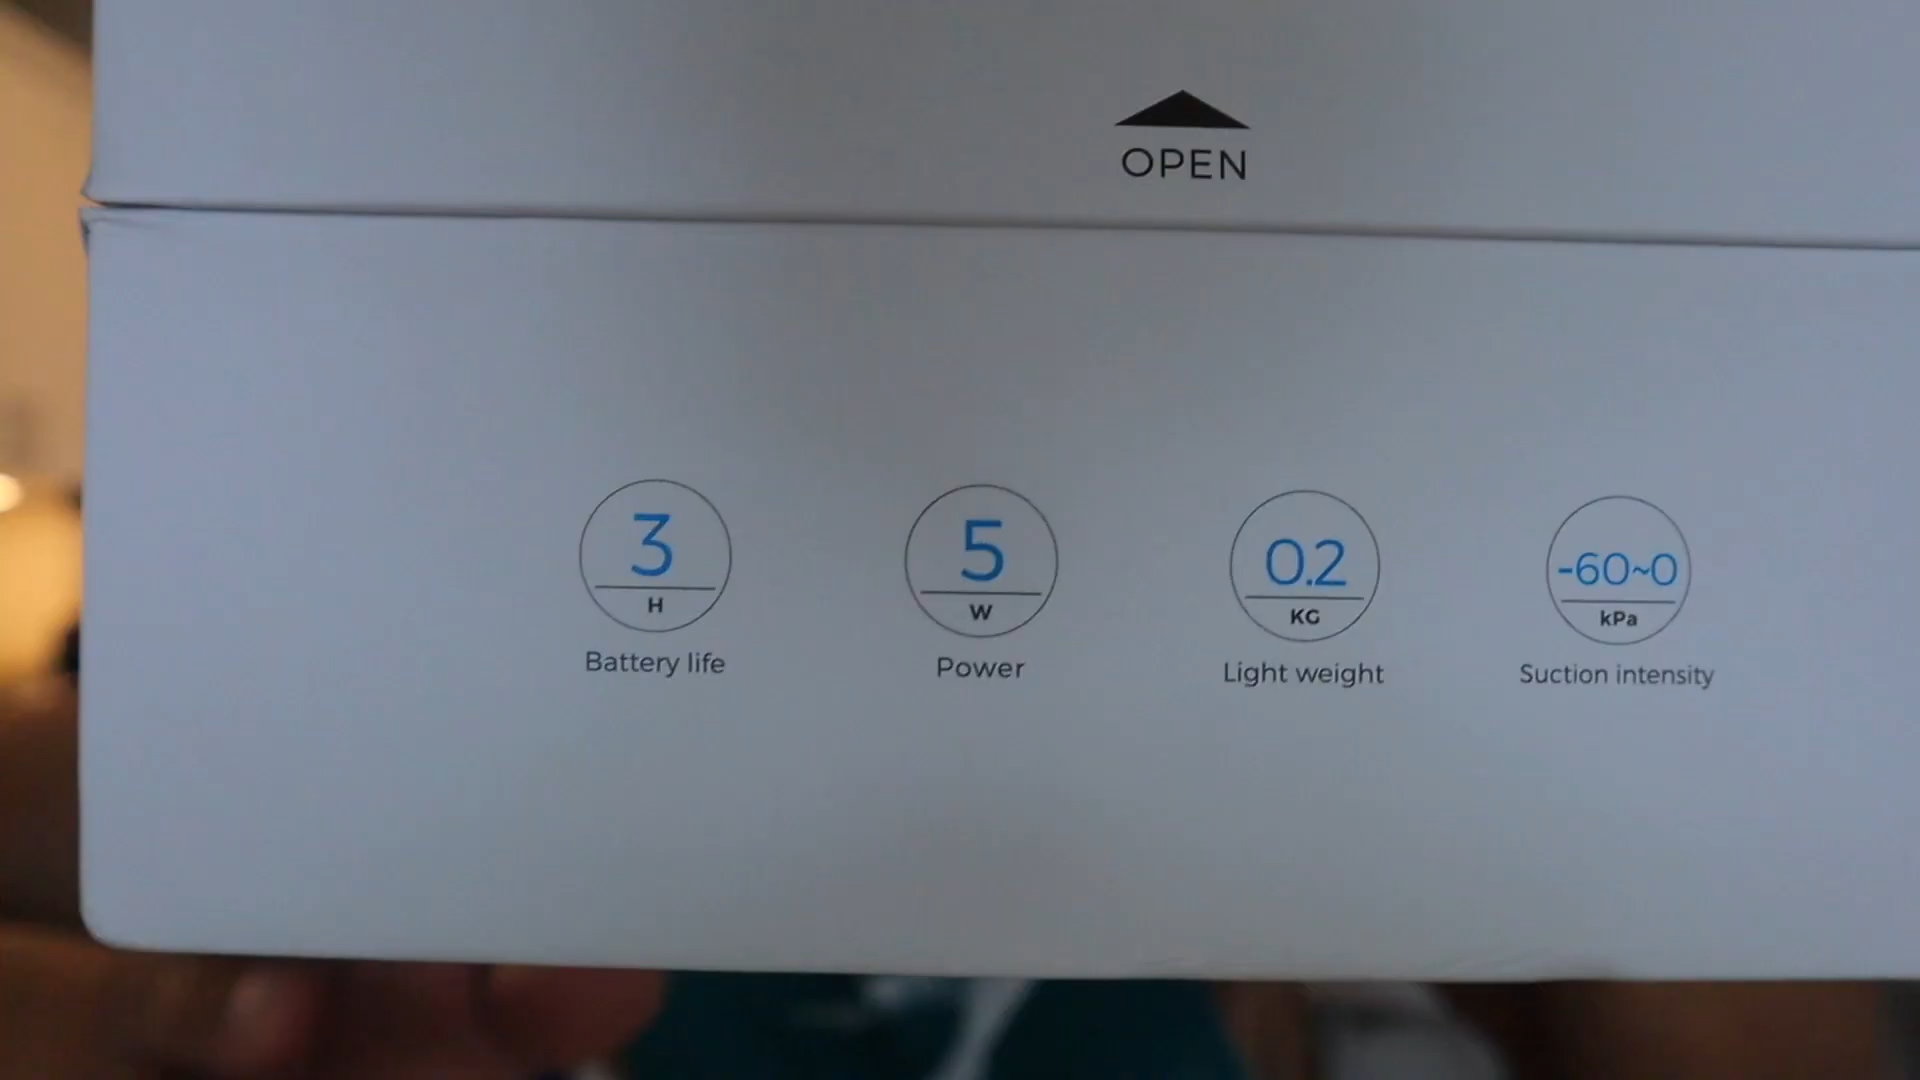 OPEN
3
H
Battery life
5
W
Power
0.2
KG
Light weight
-60~0
kPa
Suction intensity